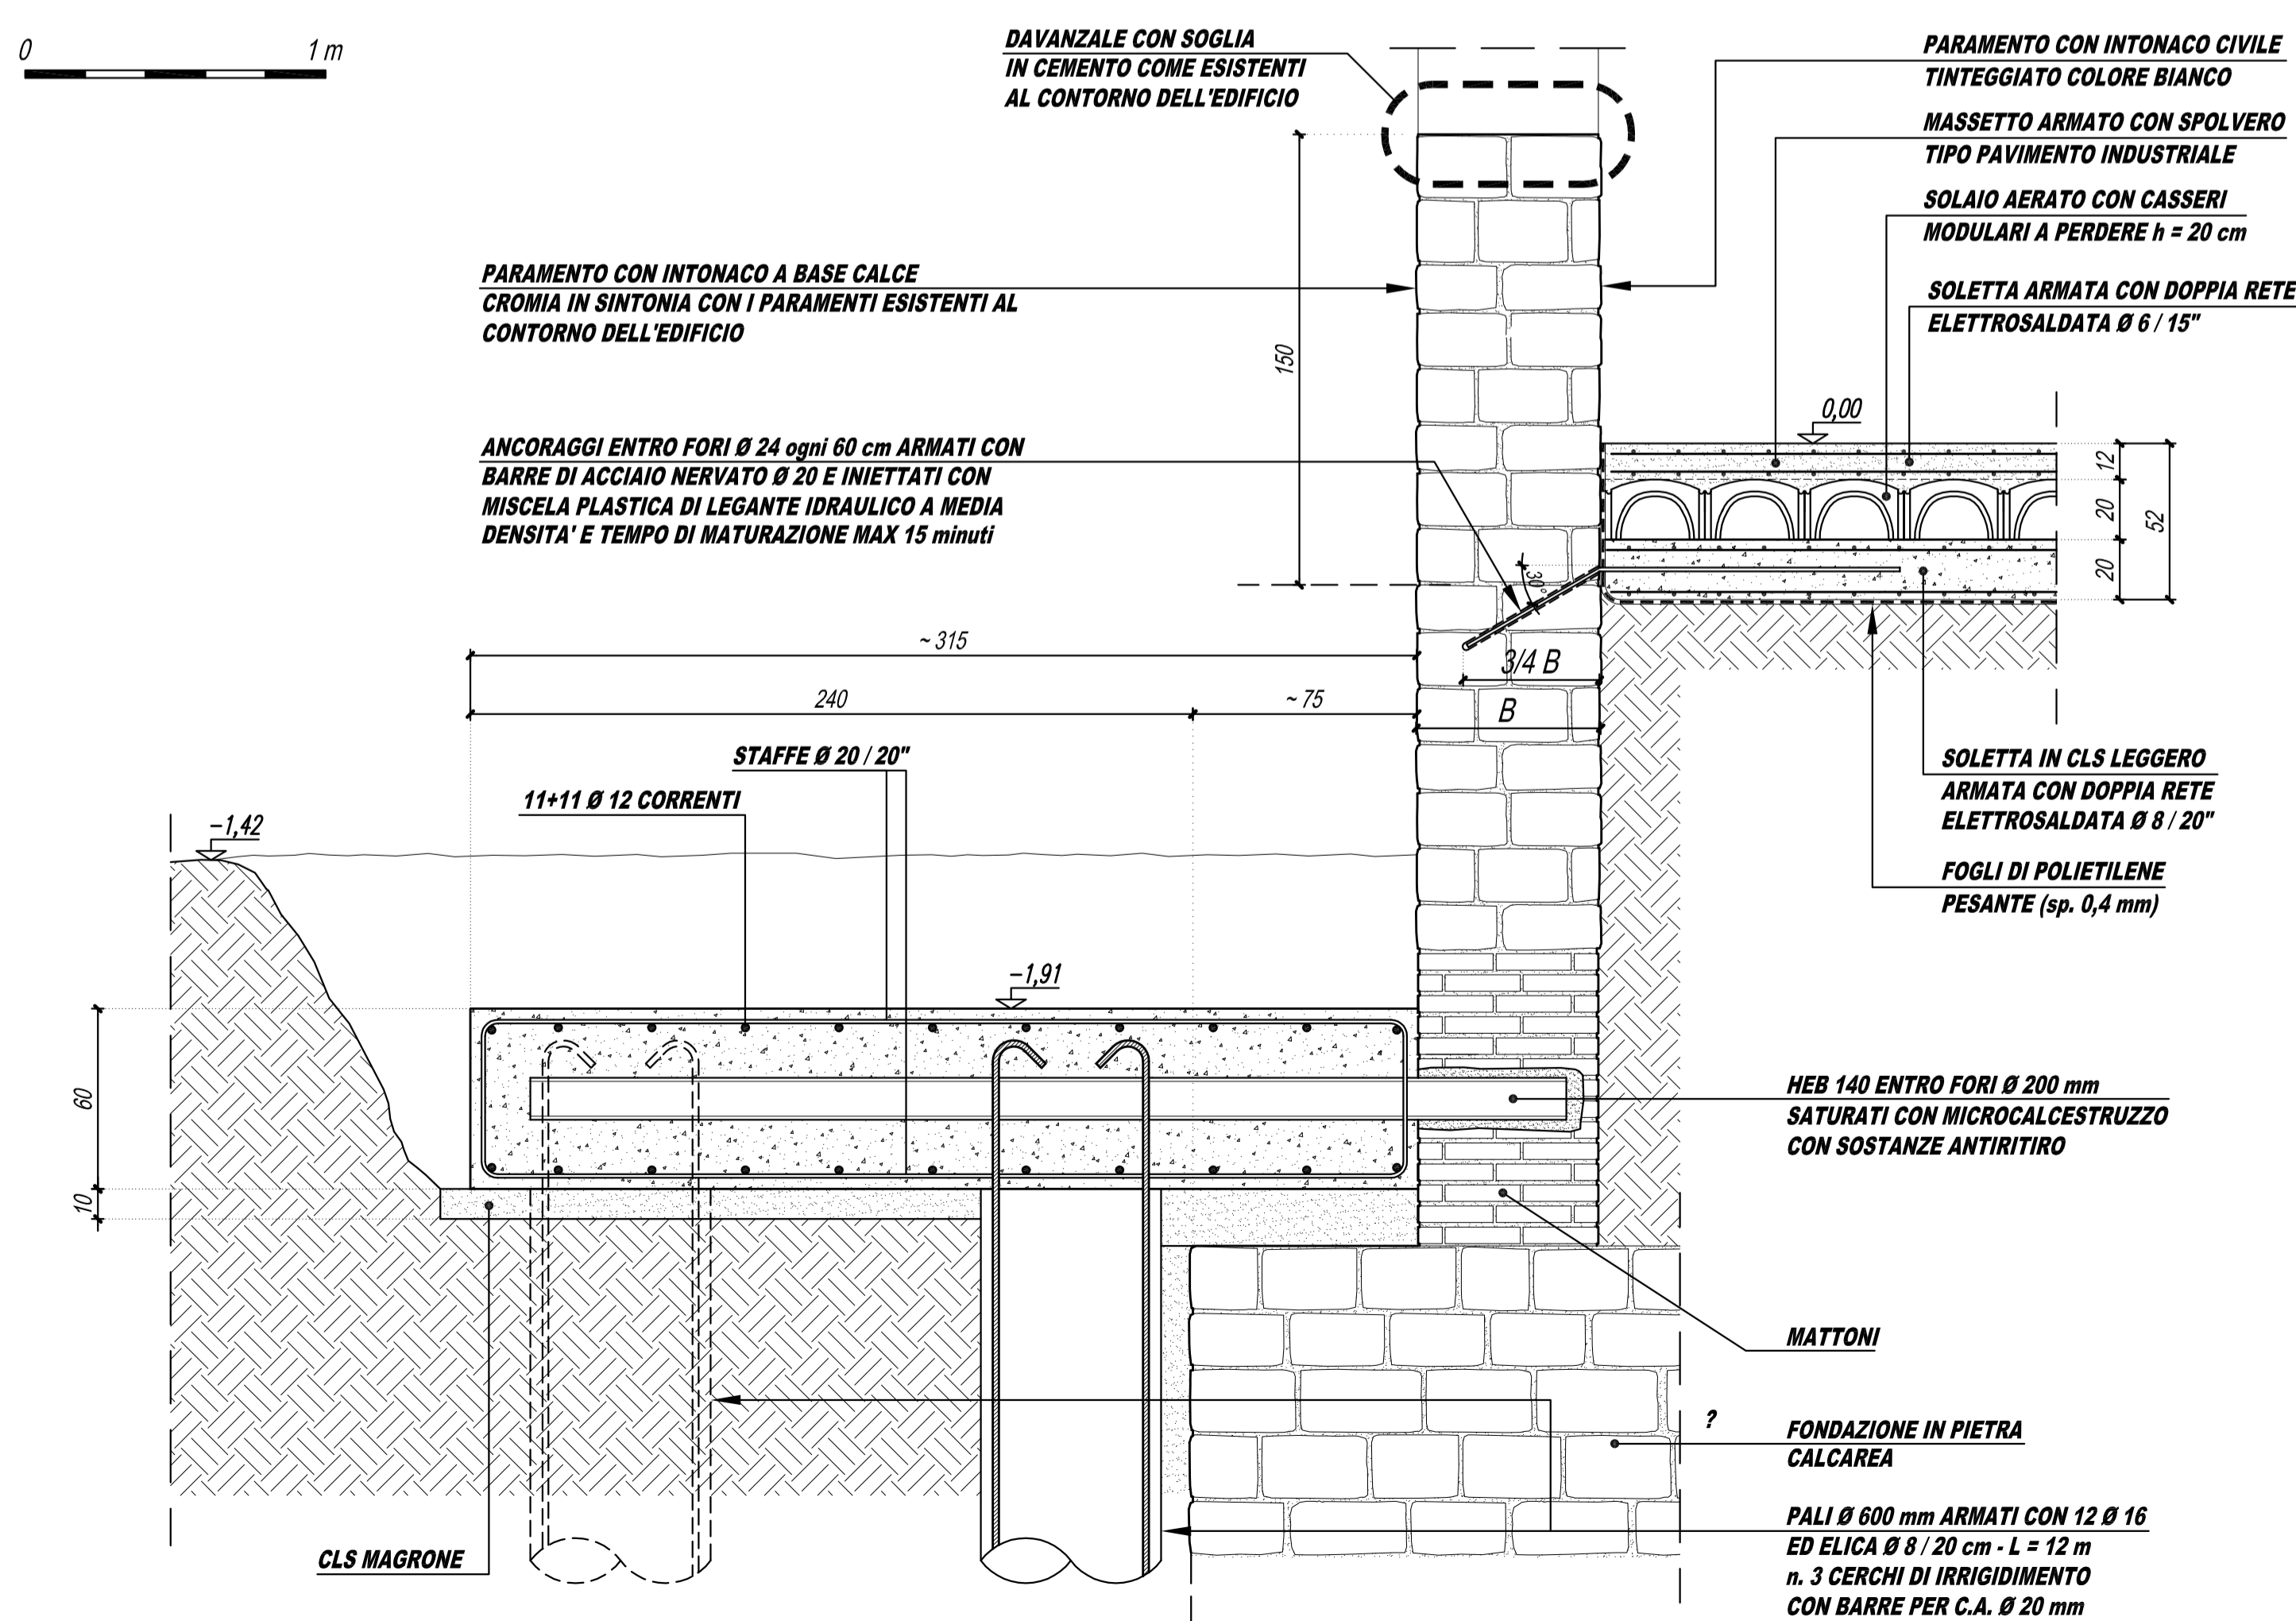 0
1 m
DAVANZALE CON SOGLIA
IN CEMENTO COME ESISTENTI
AL CONTORNO DELL'EDIFICIO
PARAMENTO CON INTONACO CIVILE
TINTEGGIATO COLORE BIANCO
MASSETTO ARMATO CON SPOLVERO
TIPO PAVIMENTO INDUSTRIALE
SOLAIO AERATO CON CASSERI
MODULARI A PERDERE h = 20 cm
SOLETTA ARMATA CON DOPPIA RETE
ELETTROSALDATA Ø 6 / 15"
PARAMENTO CON INTONACO A BASE CALCE
CROMIA IN SINTONIA CON I PARAMENTI ESISTENTI AL
CONTORNO DELL'EDIFICIO
150
0,00
ANCORAGGI ENTRO FORI Ø 24 ogni 60 cm ARMATI CON
BARRE DI ACCIAIO NERVATO Ø 20 E INIETTATI CON
MISCELA PLASTICA DI LEGANTE IDRAULICO A MEDIA
DENSITA' E TEMPO DI MATURAZIONE MAX 15 minuti
12
20
52
20
30°
~ 315
3/4 B
240
~ 75
B
STAFFE Ø 20 / 20"
11+11 Ø 12 CORRENTI
SOLETTA IN CLS LEGGERO
ARMATA CON DOPPIA RETE
ELETTROSALDATA Ø 8 / 20"
–1,42
FOGLI DI POLIETILENE
PESANTE (sp. 0,4 mm)
–1,91
60
10
HEB 140 ENTRO FORI Ø 200 mm
SATURATI CON MICROCALCESTRUZZO
CON SOSTANZE ANTIRITIRO
MATTONI
?
FONDAZIONE IN PIETRA
CALCAREA
CLS MAGRONE
PALI Ø 600 mm ARMATI CON 12 Ø 16
ED ELICA Ø 8 / 20 cm - L = 12 m
n. 3 CERCHI DI IRRIGIDIMENTO
CON BARRE PER C.A. Ø 20 mm